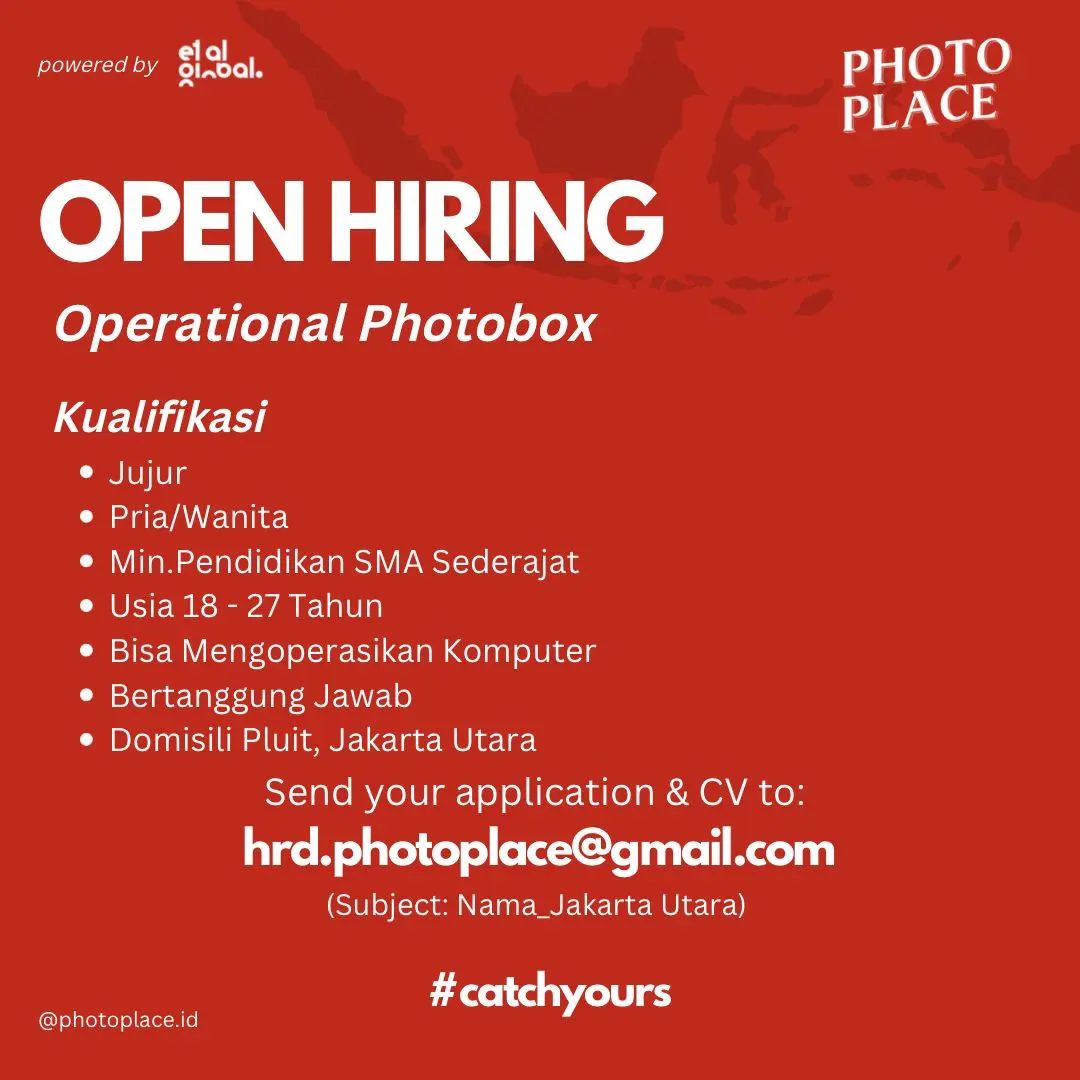 powered by
PHOTO
PLACE
OPEN HIRING
Operational Photobox
Kualifikasi
• Jujur
• Pria/Wanita
• Min.Pendidikan SMA Sederajat
• Usia 18 - 27 Tahun
• Bisa Mengoperasikan Komputer
• Bertanggung Jawab
• Domisili Pluit, Jakarta Utara
Send your application & CV to:
hrd.photoplace@gmail.com
(Subject: Nama_Jakarta Utara)
#catchyours
@photoplace.id